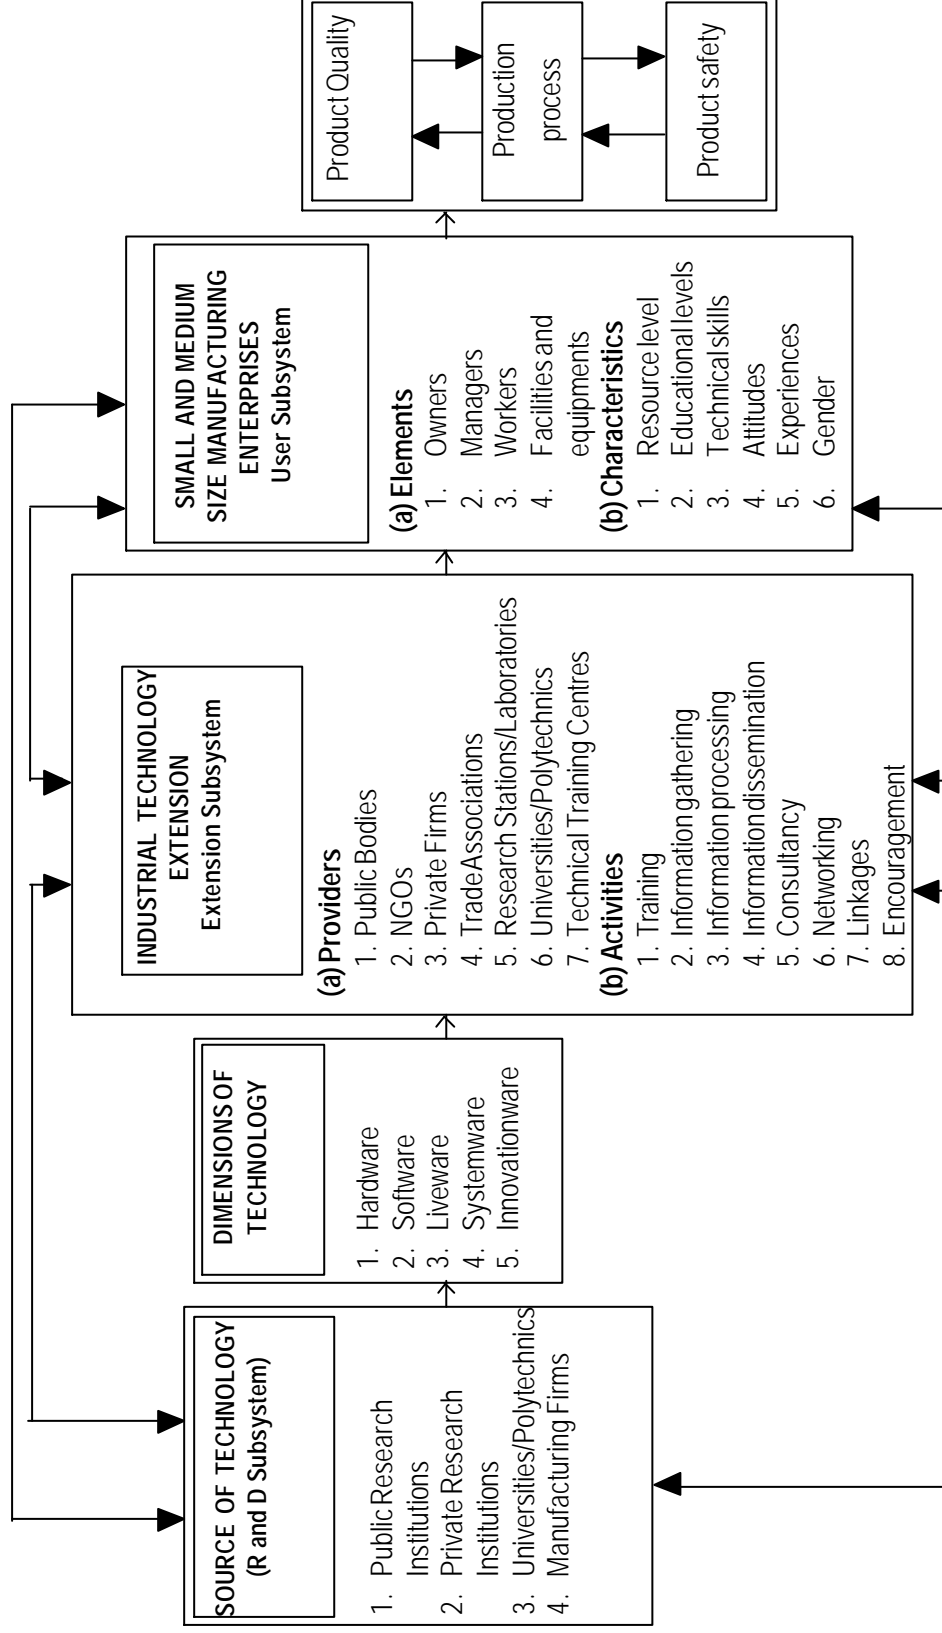 SOURCE OF TECHNOLOGY
(R and D Subsystem)
1. Public Research
Institutions
2. Private Research
Institutions
3. Universities/Polytechnics
4. Manufacturing Firms
DIMENSIONS OF
TECHNOLOGY
1. Hardware
2. Software
3. Liveware
4. Systemware
5. Innovationware
INDUSTRIAL TECHNOLOGY
EXTENSION
Extension Subsystem
(a) Providers
1. Public Bodies
2. NGOs
3. Private Firms
4. Trade Associations
5. Research Stations/Laboratories
6. Universities/Polytechnics
7. Technical Training Centres
(b) Activities
1. Training
2. Information gathering
3. Information processing
4. Information dissemination
5. Consultancy
6. Networking
7. Linkages
8. Encouragement
SMALL AND MEDIUM
SIZE MANUFACTURING
ENTERPRISES
User Subsystem
(a) Elements
1. Owners
2. Managers
3. Workers
4. Facilities and
equipments
(b) Characteristics
1. Resource level
2. Educational levels
3. Technical skills
4. Attitudes
5. Experiences
6. Gender
Product Quality
Production
process
Product safety